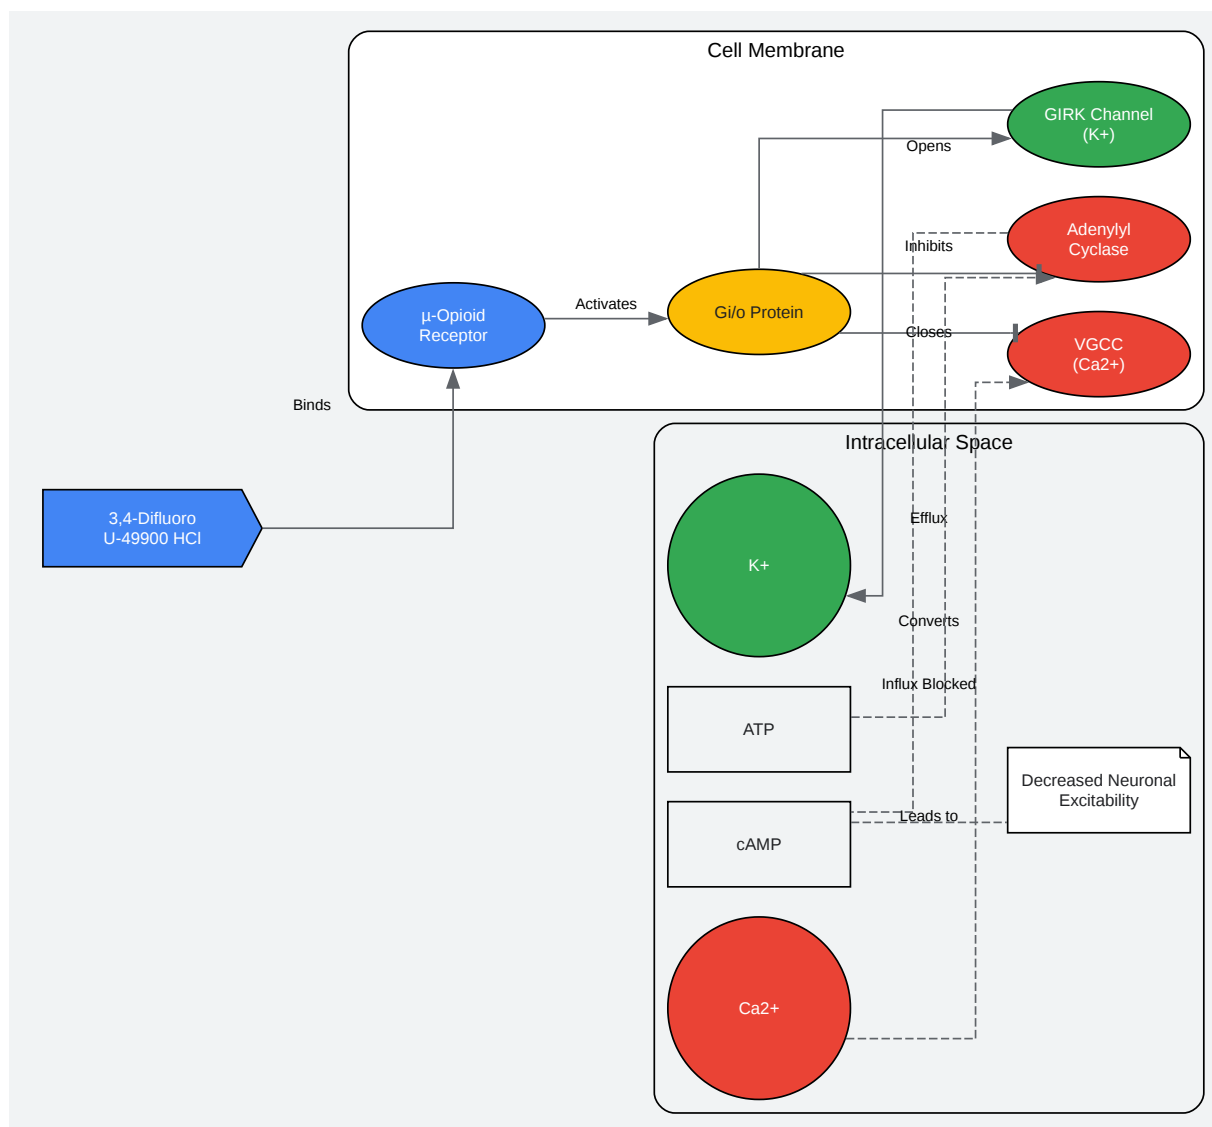 Cell Membrane
GIRK Channel
(K+)
Opens
Adenylyl
Cyclase
Inhibits
Activates
µ-Opioid
Receptor
Gi/o Protein
Closes
VGCC
(Ca2+)
Binds
Intracellular Space
3,4-Difluoro
U-49900 HCl
Efflux
K+
Converts
Influx Blocked
ATP
Decreased Neuronal
Excitability
Leads to
cAMP
Ca2+